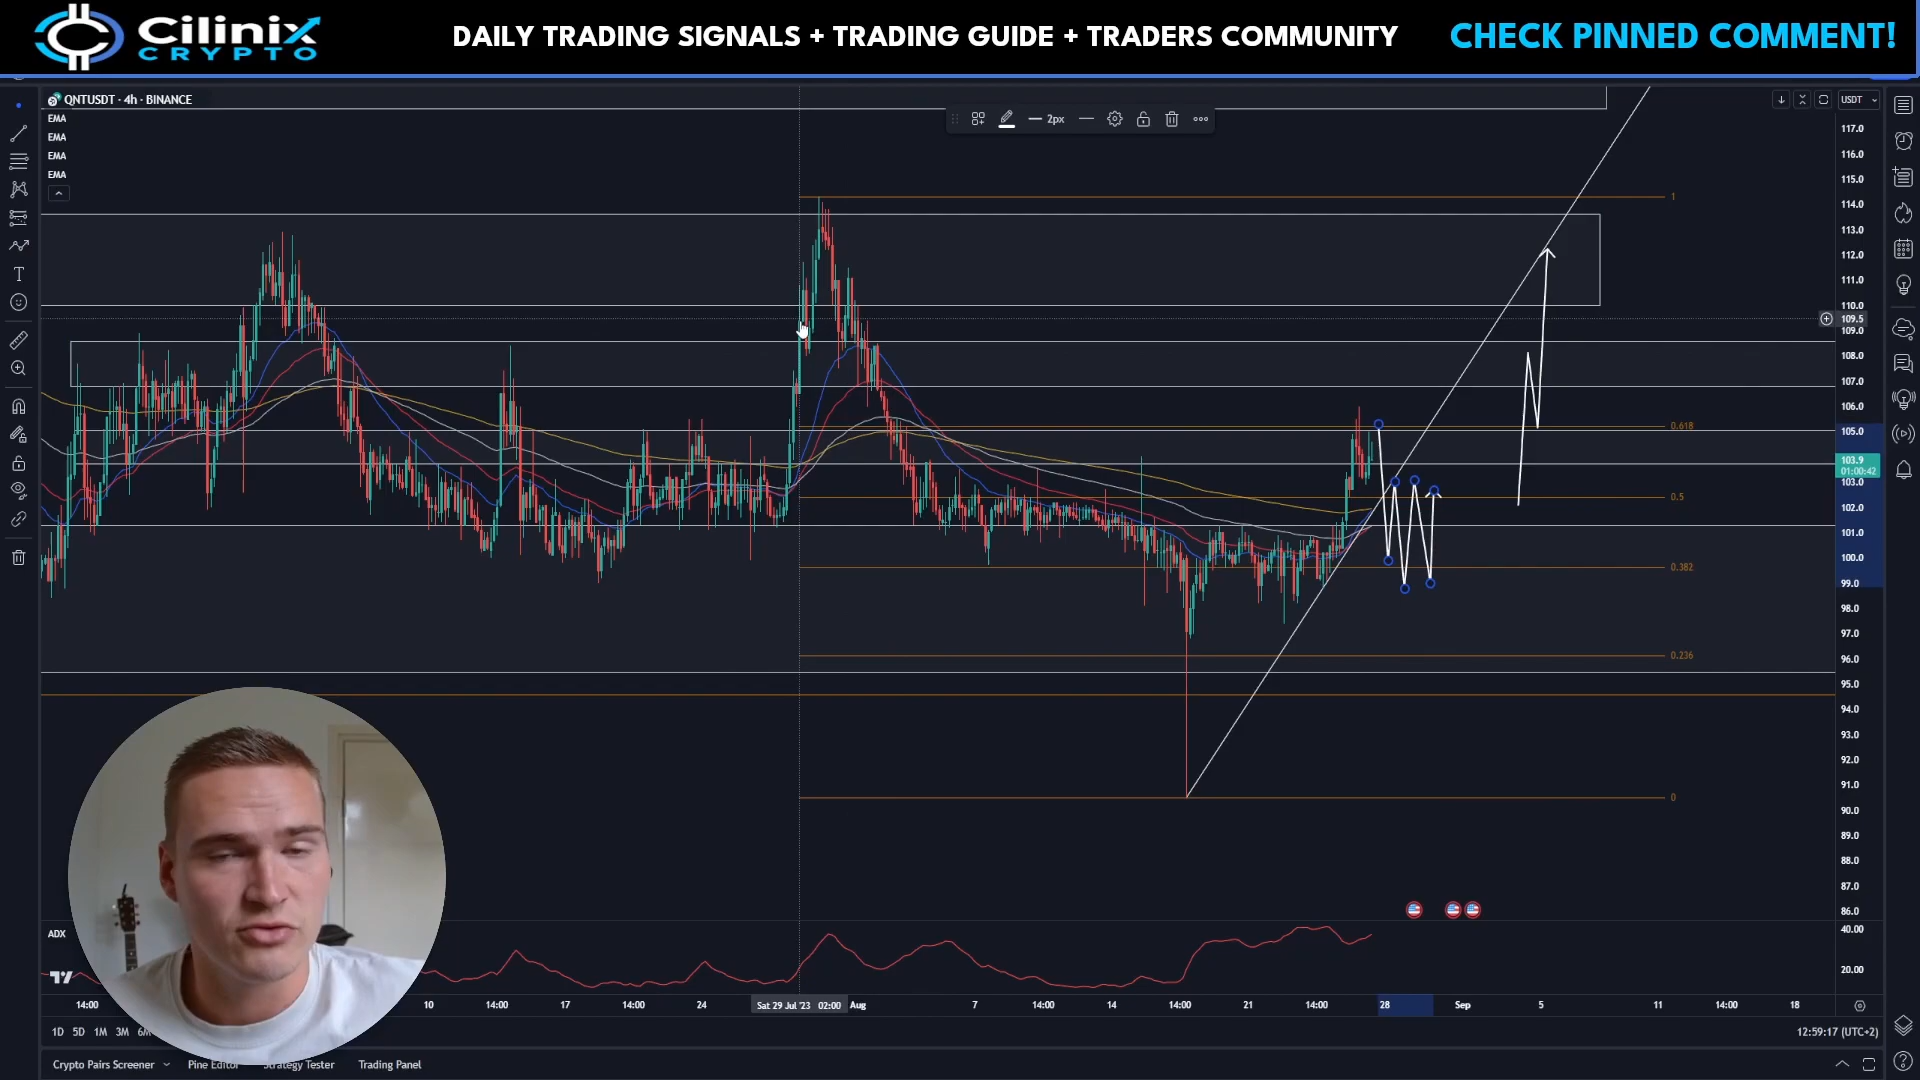 Cilinix
CRYPTO
DAILY TRADING SIGNALS + TRADING GUIDE + TRADERS COMMUNITY
CHECK PINNED COMMENT!
QNTUSDT · 4h · BINANCE
USDT
EMA
EMA
EMA
EMA
2px
117.0
116.0
115.0
114.0
113.0
112.0
111.0
110.0
109.5
109.0
108.0
107.0
106.0
105.0
103.9
01:00:42
103.0
102.0
101.0
100.0
99.0
98.0
97.0
96.0
95.0
94.0
93.0
92.0
91.0
90.0
89.0
88.0
87.0
86.0
1
0.618
0.5
0.382
0.236
0
ADX
40.00
20.00
14:00
10
14:00
17
14:00
24
Sat 29 Jul '23 02:00
Aug
7
14:00
14
14:00
21
14:00
28
Sep
5
11
14:00
18
1D 5D 1M 3M
12:59:17 (UTC+2)
Crypto Pairs Screener
Pine Editor
Strategy Tester
Trading Panel